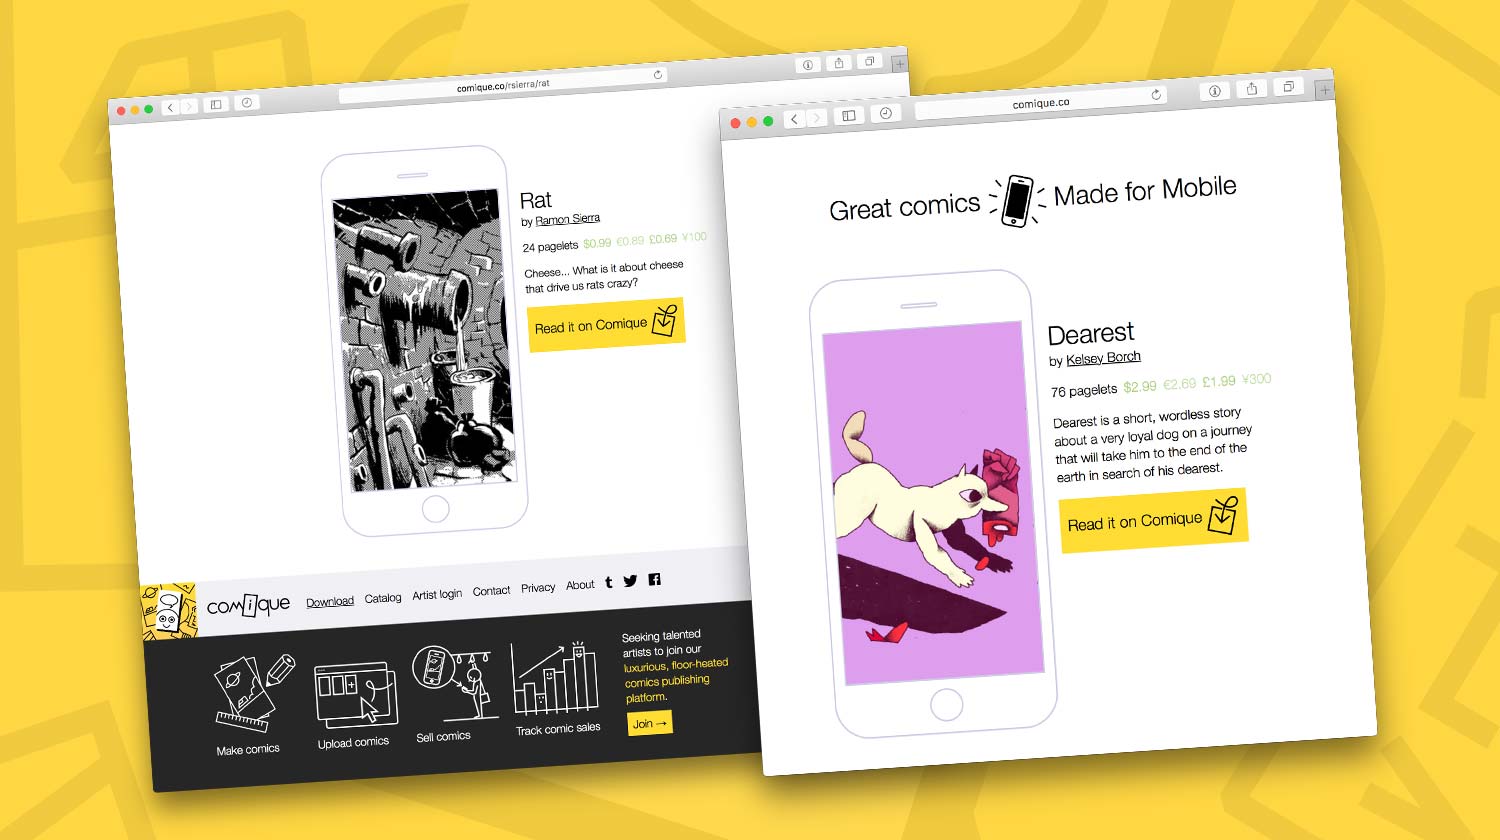 comique.co/rsierra/rat
Rat
by Ramon Sierra
24 pagelets $0.99 €0.89 £0.69 ¥100
Cheese... What is it about cheese
that drive us rats crazy?
Read it on Comique
comique
Download Catalog Artist login Contact Privacy About
Make comics
Upload comics
Sell comics
Track comic sales
Seeking talented
artists to join our
luxurious, floor-heated
comics publishing
platform.
Join →
comique.co
Great comics Made for Mobile
Dearest
by Kelsey Borch
76 pagelets $2.99 €2.69 £1.99 ¥300
Dearest is a short, wordless story
about a very loyal dog on a journey
that will take him to the end of the
earth in search of his dearest.
Read it on Comique